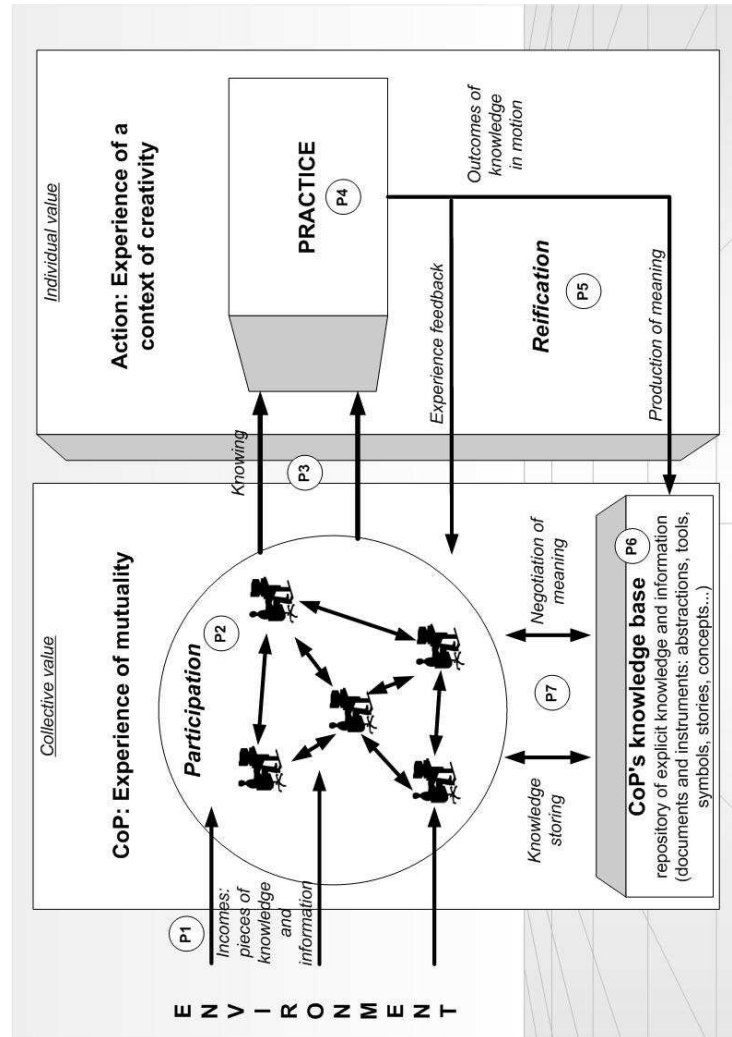 E
N
V
I
R
O
N
M
E
N
T
P1
Incomes:
pieces of
knowledge
and
information
Collective value
CoP: Experience of mutuality
Participation
P2
Knowing
P3
Individual value
Action: Experience of a
context of creativity
PRACTICE
P4
Experience feedback
Outcomes of
knowledge
in motion
Reification
P5
Production of meaning
Knowledge
storing
P7
Negotiation of
meaning
CoP's knowledge base
P6
repository of explicit knowledge and information
(documents and instruments: abstractions, tools,
symbols, stories, concepts...)